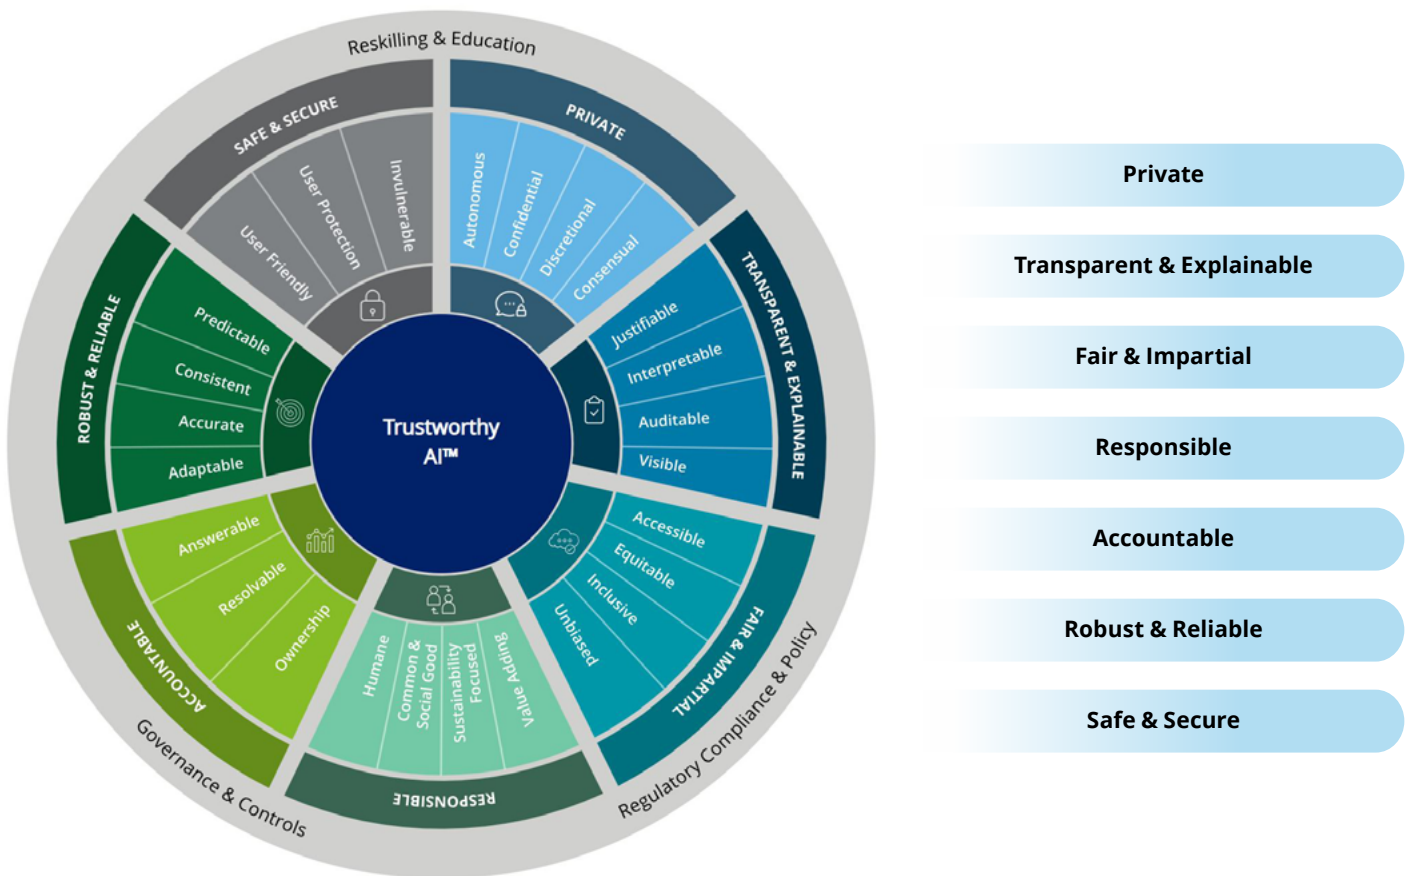 Reskilling & Education
SAFE & SECURE
User Friendly
User Protection
Invulnerable
PRIVATE
Autonomous
Confidential
Discretional
Consensual
TRANSPARENT & EXPLAINABLE
Justifiable
Interpretable
Auditable
Visible
FAIR & IMPARTIAL
Accessible
Equitable
Inclusive
Unbiased
RESPONSIBLE
Value Adding
Sustainability
Focused
Common &
Social Good
Humane
ACCOUNTABLE
Ownership
Resolvable
Answerable
ROBUST & RELIABLE
Adaptable
Accurate
Consistent
Predictable
Trustworthy
AI™
Governance & Controls
Regulatory Compliance & Policy
Private
Transparent & Explainable
Fair & Impartial
Responsible
Accountable
Robust & Reliable
Safe & Secure